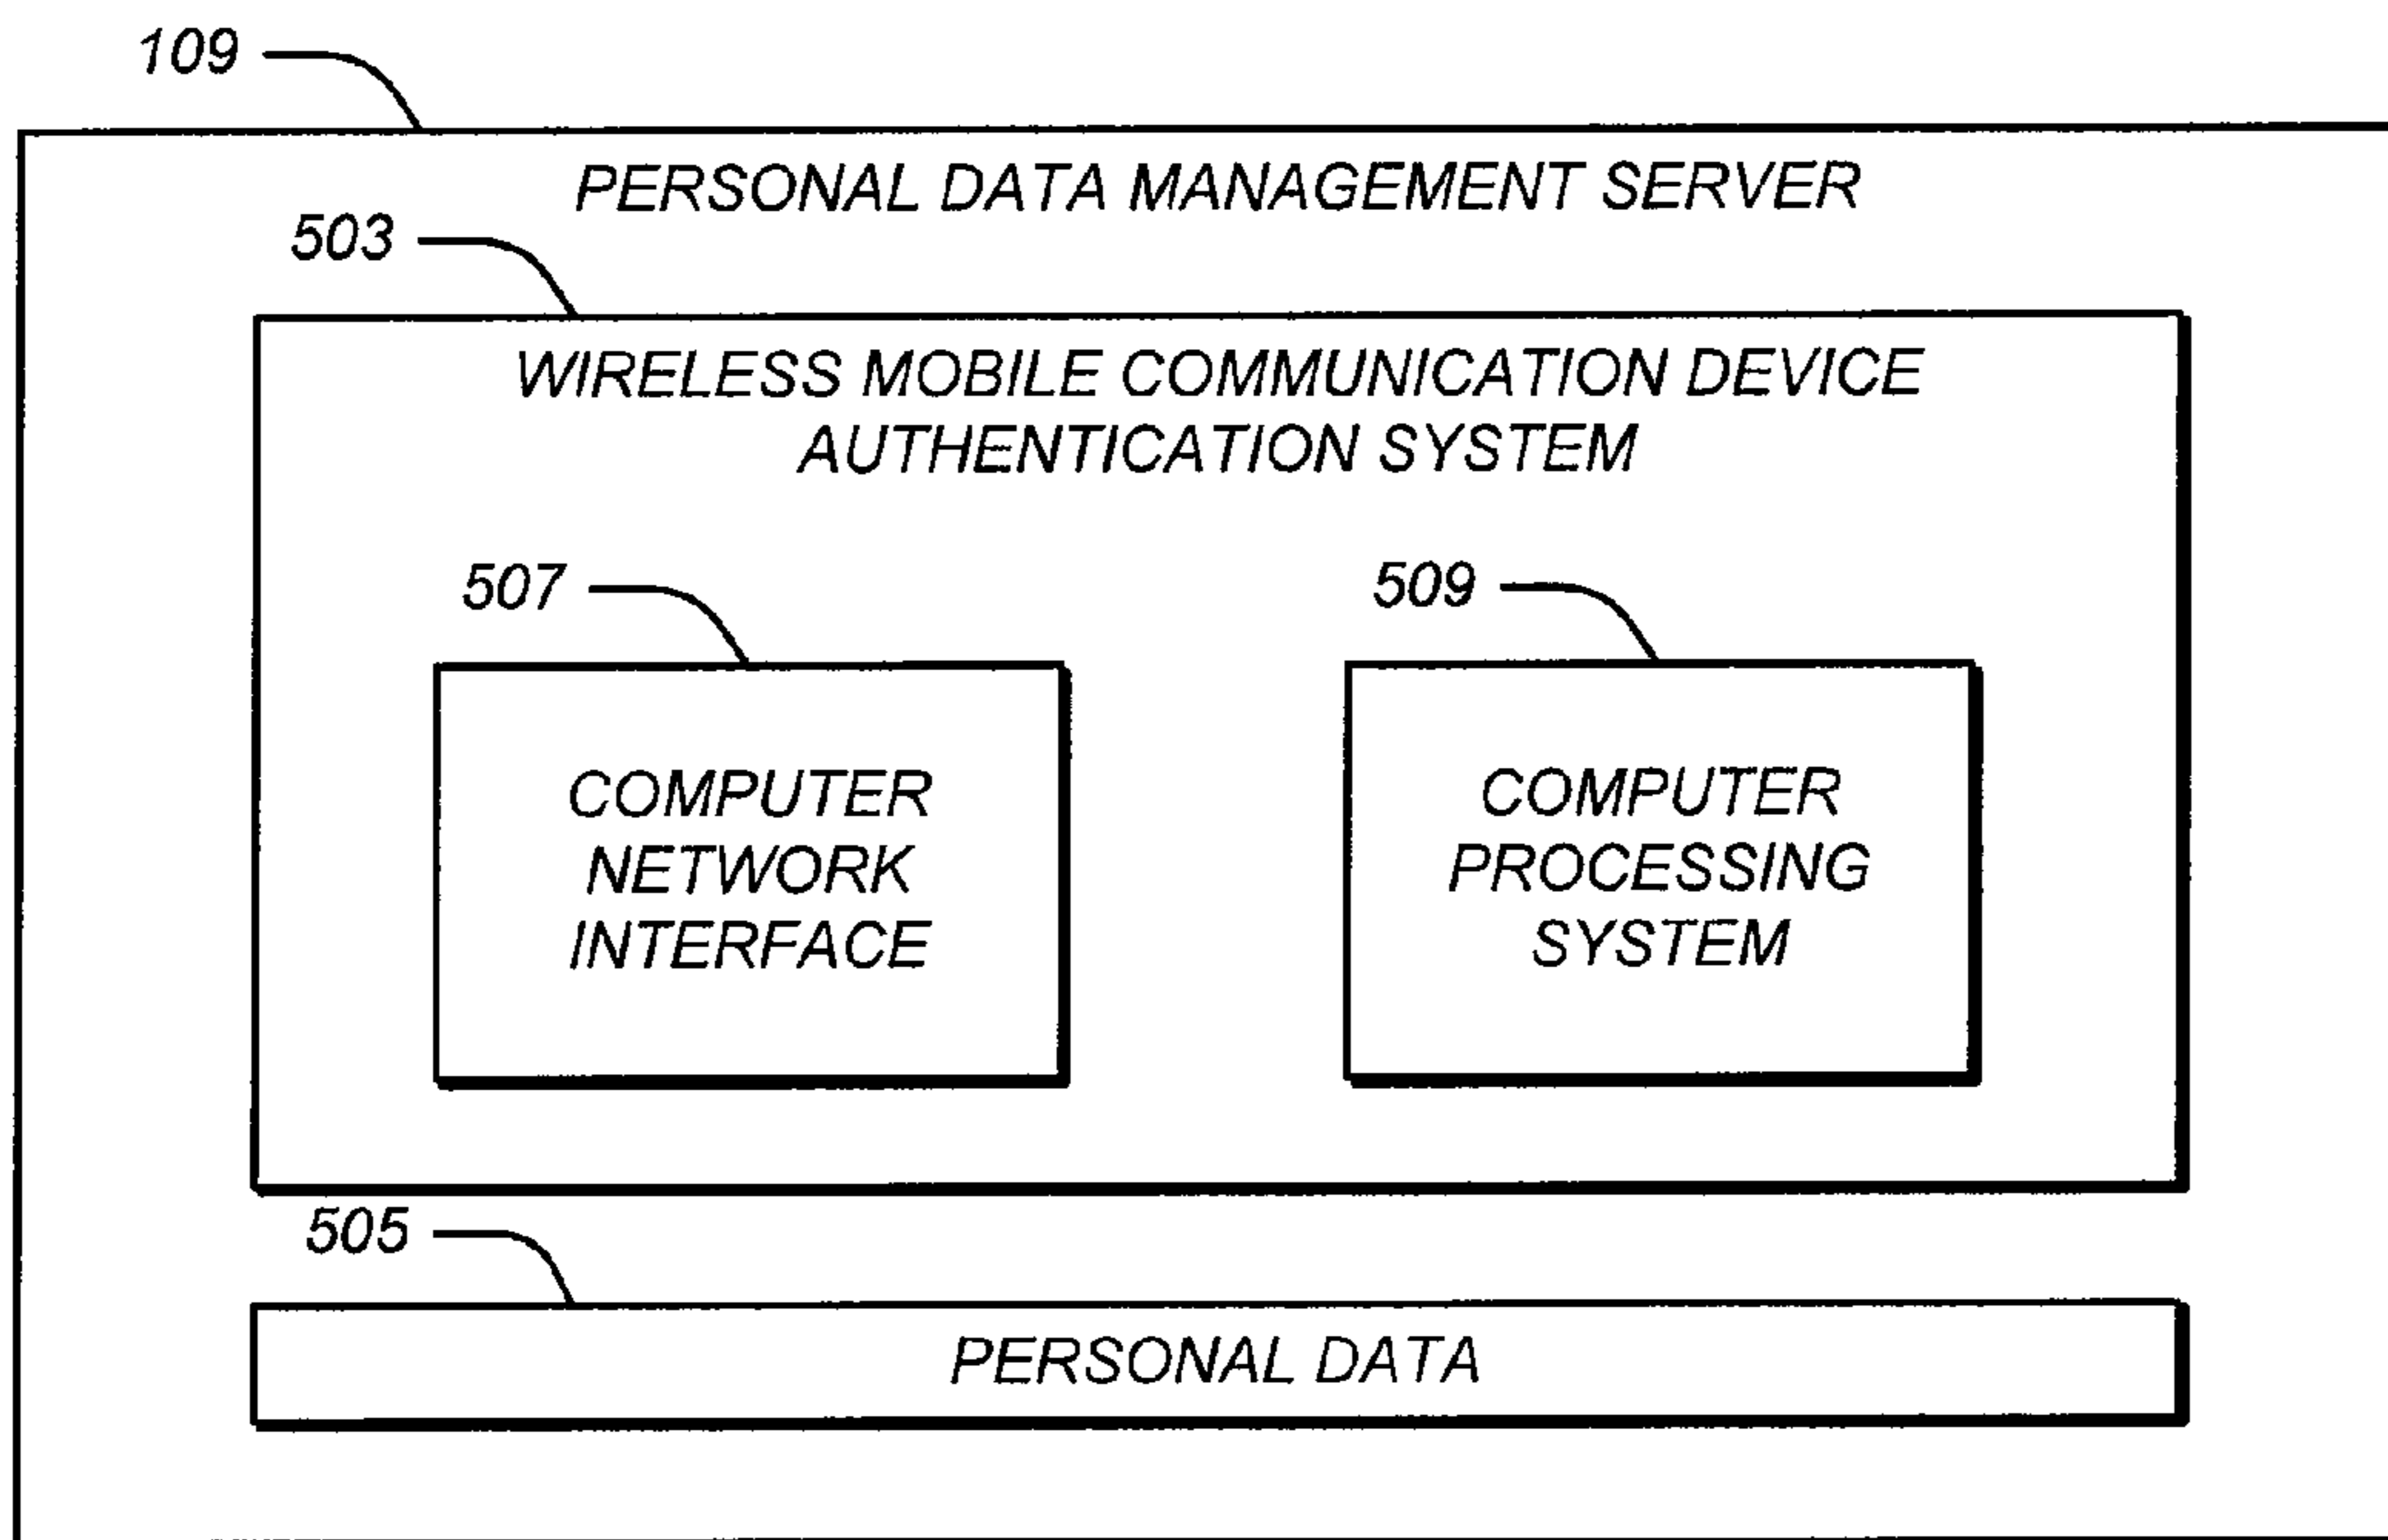 109
PERSONAL DATA MANAGEMENT SERVER
503
WIRELESS MOBILE COMMUNICATION DEVICE
AUTHENTICATION SYSTEM
507
COMPUTER
NETWORK
INTERFACE
509
COMPUTER
PROCESSING
SYSTEM
505
PERSONAL DATA